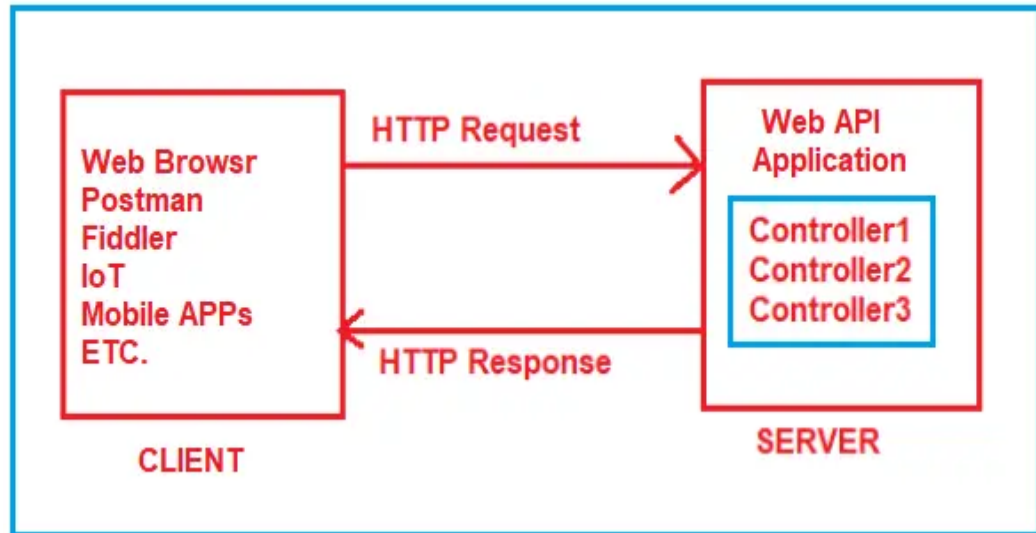 Web Browsr
Postman
Fiddler
IoT
Mobile APPs
ETC.
CLIENT
HTTP Request
HTTP Response
Web API
Application
Controller1
Controller2
Controller3
SERVER